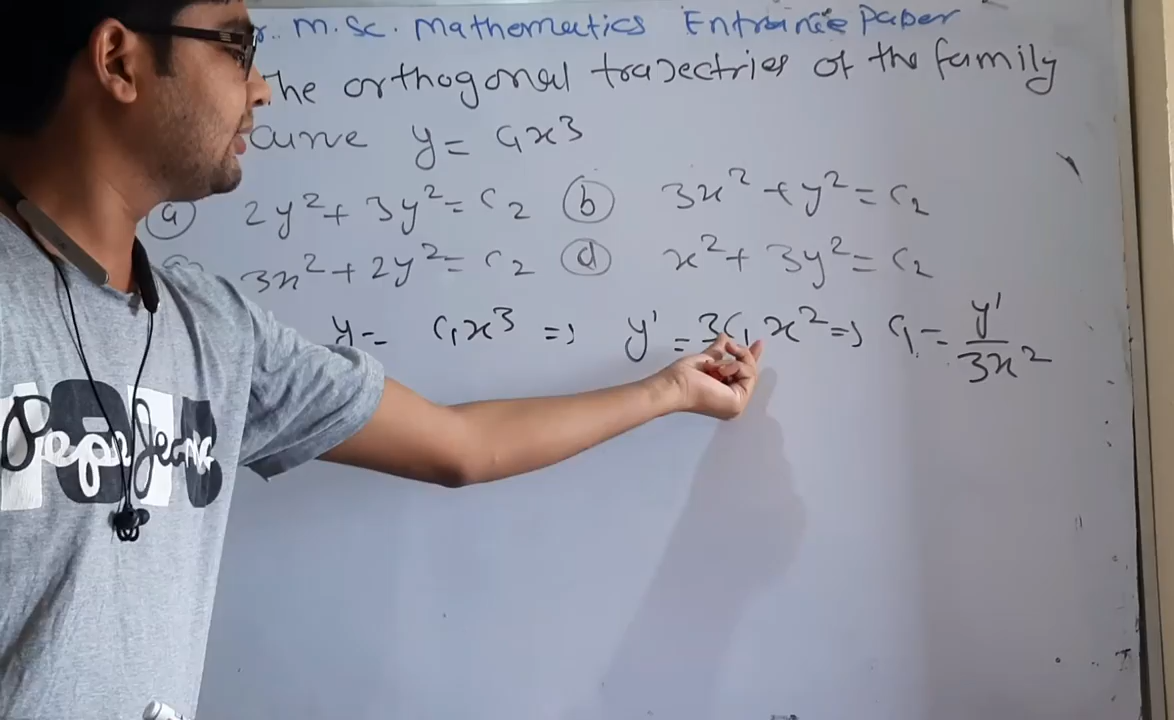 r. M.Sc. Mathematics Entrance Paper
The orthogonal trajectries of the family
curve y = c₁x³
(a) 2y² + 3y² = c₂ (b) 3x² + y² = c₂
3x² + 2y² = c₂ (d) x² + 3y² = c₂
y = c₁x³ => y' = 3c₁x² => c₁ = y'/3x²
Pepe Jeans